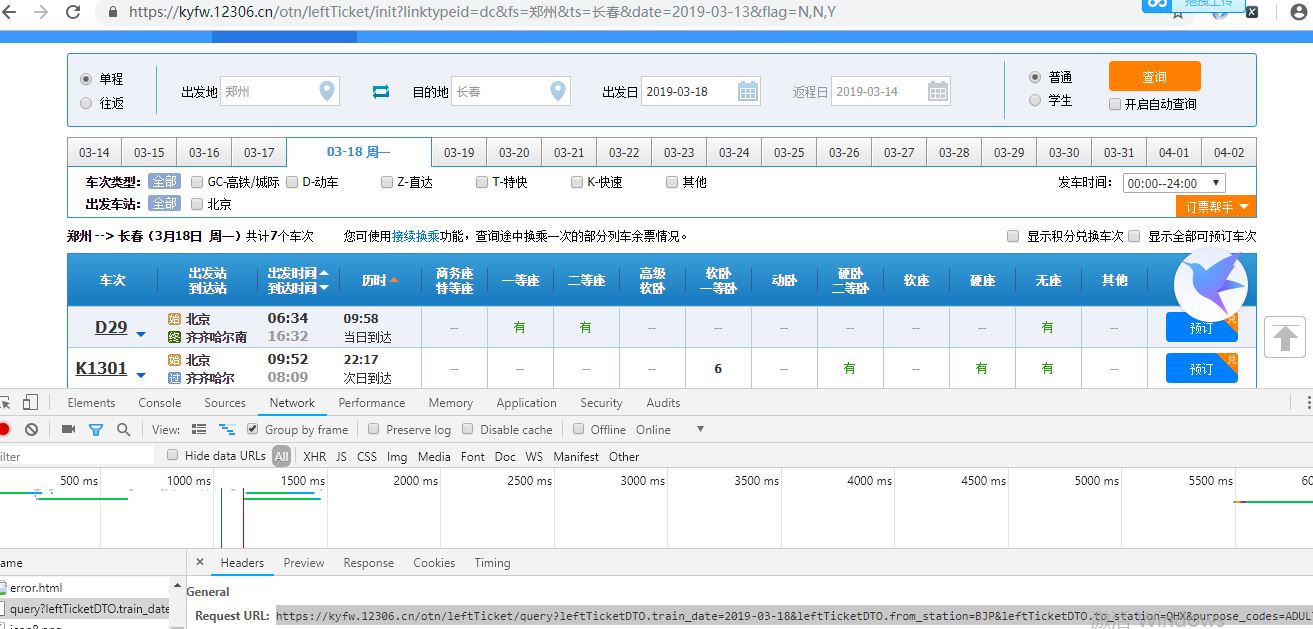 https://kyfw.12306.cn/otn/leftTicket/init?linktypeid=dc&fs=郑州&ts=长春&date=2019-03-13&flag=N,N,Y
拖拽上传
单程
往返
出发地 郑州 目的地 长春 出发日 2019-03-18 返程日 2019-03-14
普通
学生
查询
开启自动查询
03-14 03-15 03-16 03-17 03-18 周一 03-19 03-20 03-21 03-22 03-23 03-24 03-25 03-26 03-27 03-28 03-29 03-30 03-31 04-01 04-02
车次类型: 全部 GC-高铁/城际 D-动车 Z-直达 T-特快 K-快速 其他 发车时间: 00:00--24:00
出发车站: 全部 北京
订票帮手
郑州 --> 长春（3月18日 周一）共计7个车次 您可使用接续换乘功能，查询途中换乘一次的部分列车余票情况。 显示积分兑换车次 显示全部可预订车次
车次 出发站 到达站 出发时间 到达时间 历时 商务座 特等座 一等座 二等座 高级 软卧 软卧 一等卧 动卧 硬卧 二等卧 软座 硬座 无座 其他
D29 始 北京 06:34 09:58 -- 有 有 -- -- -- -- -- -- 有 -- 预订 兑
终 齐齐哈尔南 16:32 当日到达
K1301 始 北京 09:52 22:17 -- -- -- -- 6 -- 有 -- 有 有 -- 预订 兑
过 齐齐哈尔 08:09 次日到达
Elements Console Sources Network Performance Memory Application Security Audits
View: Group by frame Preserve log Disable cache Offline Online
ilter Hide data URLs All XHR JS CSS Img Media Font Doc WS Manifest Other
500 ms 1000 ms 1500 ms 2000 ms 2500 ms 3000 ms 3500 ms 4000 ms 4500 ms 5000 ms 5500 ms 60
ame × Headers Preview Response Cookies Timing
error.html
General
query?leftTicketDTO.train_date
Request URL: https://kyfw.12306.cn/otn/leftTicket/query?leftTicketDTO.train_date=2019-03-18&leftTicketDTO.from_station=BJP&leftTicketDTO.to_station=QHX&purpose_codes=ADUL
激活 Windows